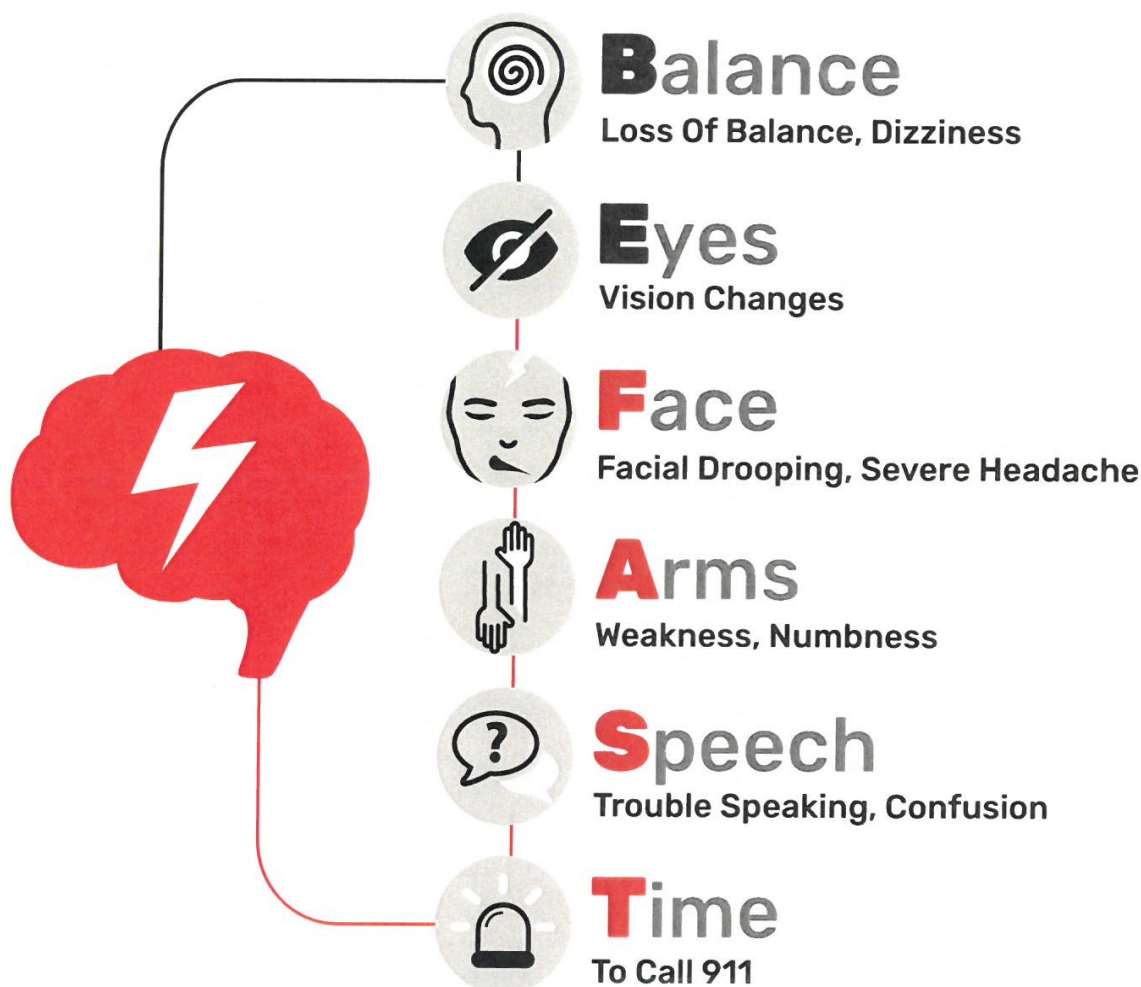 Balance
Loss Of Balance, Dizziness
Eyes
Vision Changes
Face
Facial Drooping, Severe Headache
Arms
Weakness, Numbness
?
Speech
Trouble Speaking, Confusion
Time
To Call 911